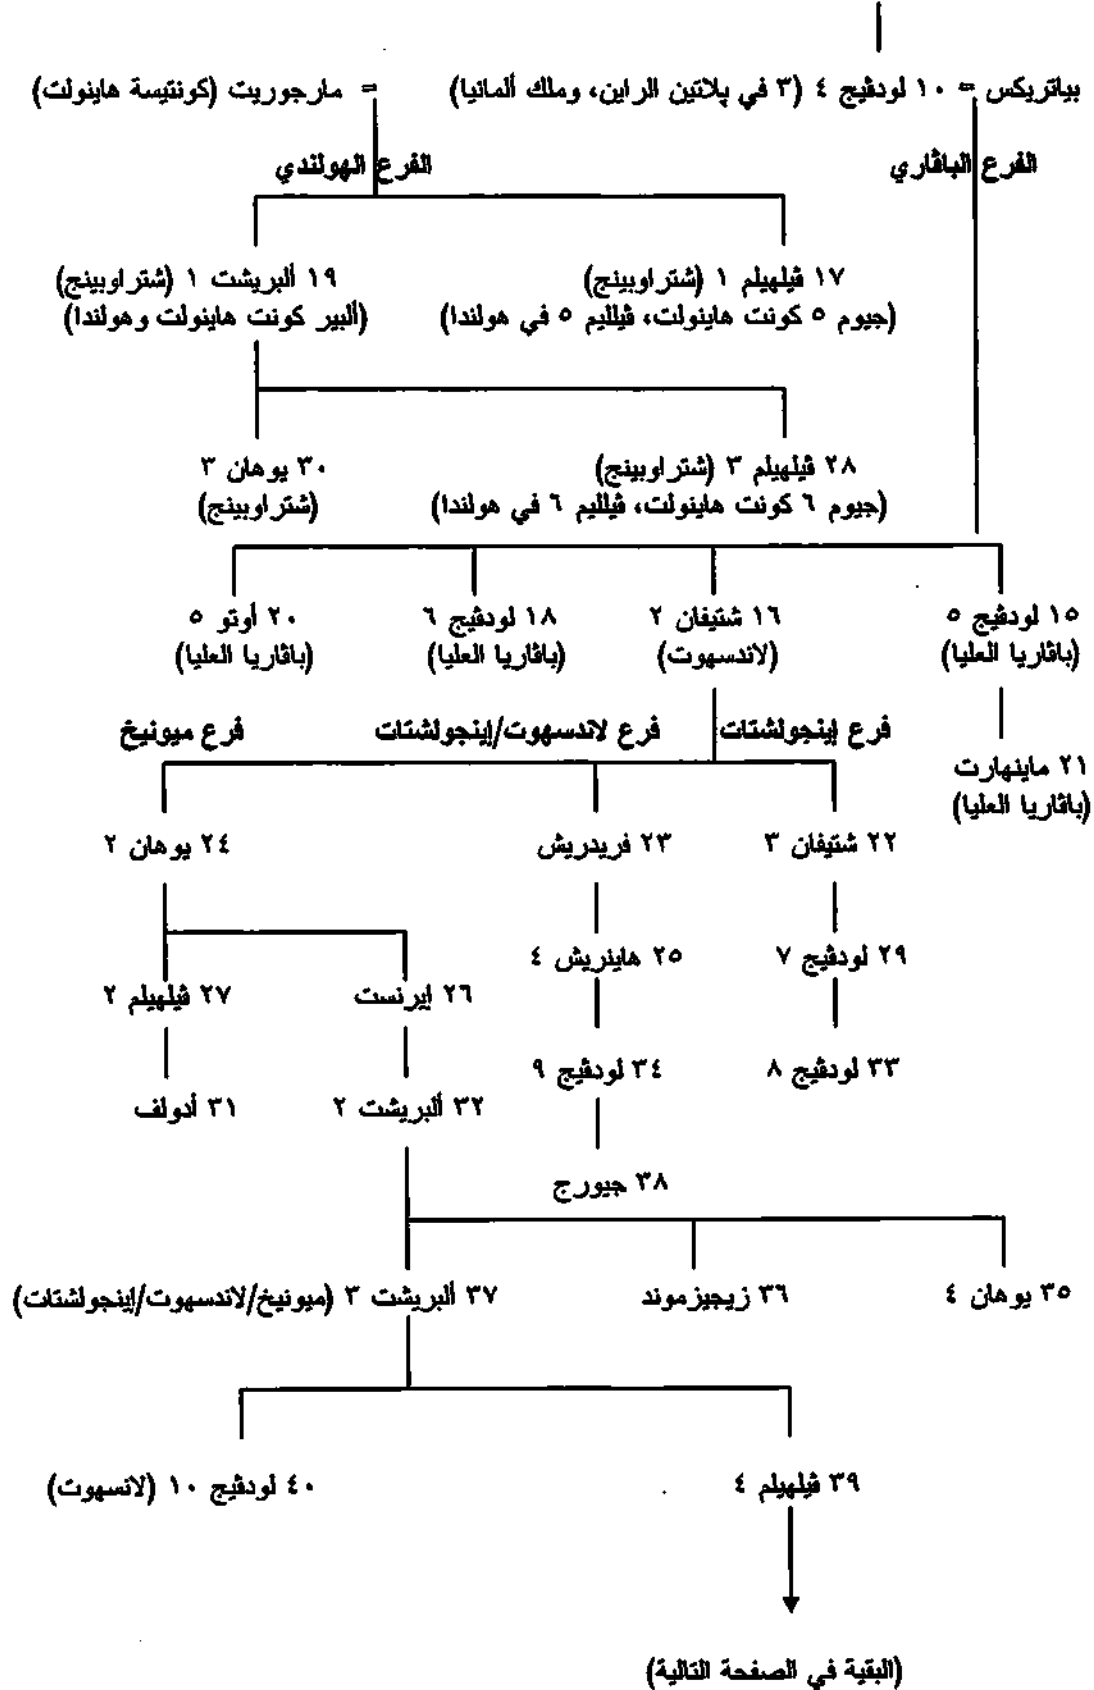 بياتريكس = ١٠ لودڤيج ٤ (٣ في پلاتين الراين، وملك ألمانيا) = مارجوريت (كونتيسة هاينولت)
الفرع الباڤاري الفرع الهولندي
١٧ ڤيلهيلم ١ (شتراوبينج) ١٩ ألبريشت ١ (شتراوبينج)
(جيوم ٥ كونت هاينولت، ڤيلليم ٥ في هولندا) (ألبير كونت هاينولت وهولندا)
٢٨ ڤيلهيلم ٣ (شتراوبينج) ٣٠ يوهان ٣
(جيوم ٦ كونت هاينولت، ڤيلليم ٦ في هولندا) (شتراوبينج)
١٥ لودڤيج ٥ ١٦ شتيفان ٢ ١٨ لودڤيج ٦ ٢٠ أوتو ٥
(باڤاريا العليا) (لاندسهوت) (باڤاريا العليا) (باڤاريا العليا)
فرع إينجولشتات فرع لاندسهوت/إينجولشتات فرع ميونيخ
٢١ ماينهارت
(باڤاريا العليا)
٢٢ شتيفان ٣ ٢٣ فريدريش ٢٤ يوهان ٢
٢٩ لودڤيج ٧ ٢٥ هاينريش ٤
٢٦ إيرنست ٢٧ ڤيلهيلم ٢
٣٣ لودڤيج ٨ ٣٤ لودڤيج ٩
٣٢ ألبريشت ٢ ٣١ أدولف
٣٨ جيورج
٣٥ يوهان ٤ ٣٦ زيجيزموند ٣٧ ألبريشت ٣ (ميونيخ/لاندسهوت/إينجولشتات)
٣٩ ڤيلهيلم ٤ ٤٠ لودڤيج ١٠ (لانسهوت)
(البقية في الصفحة التالية)